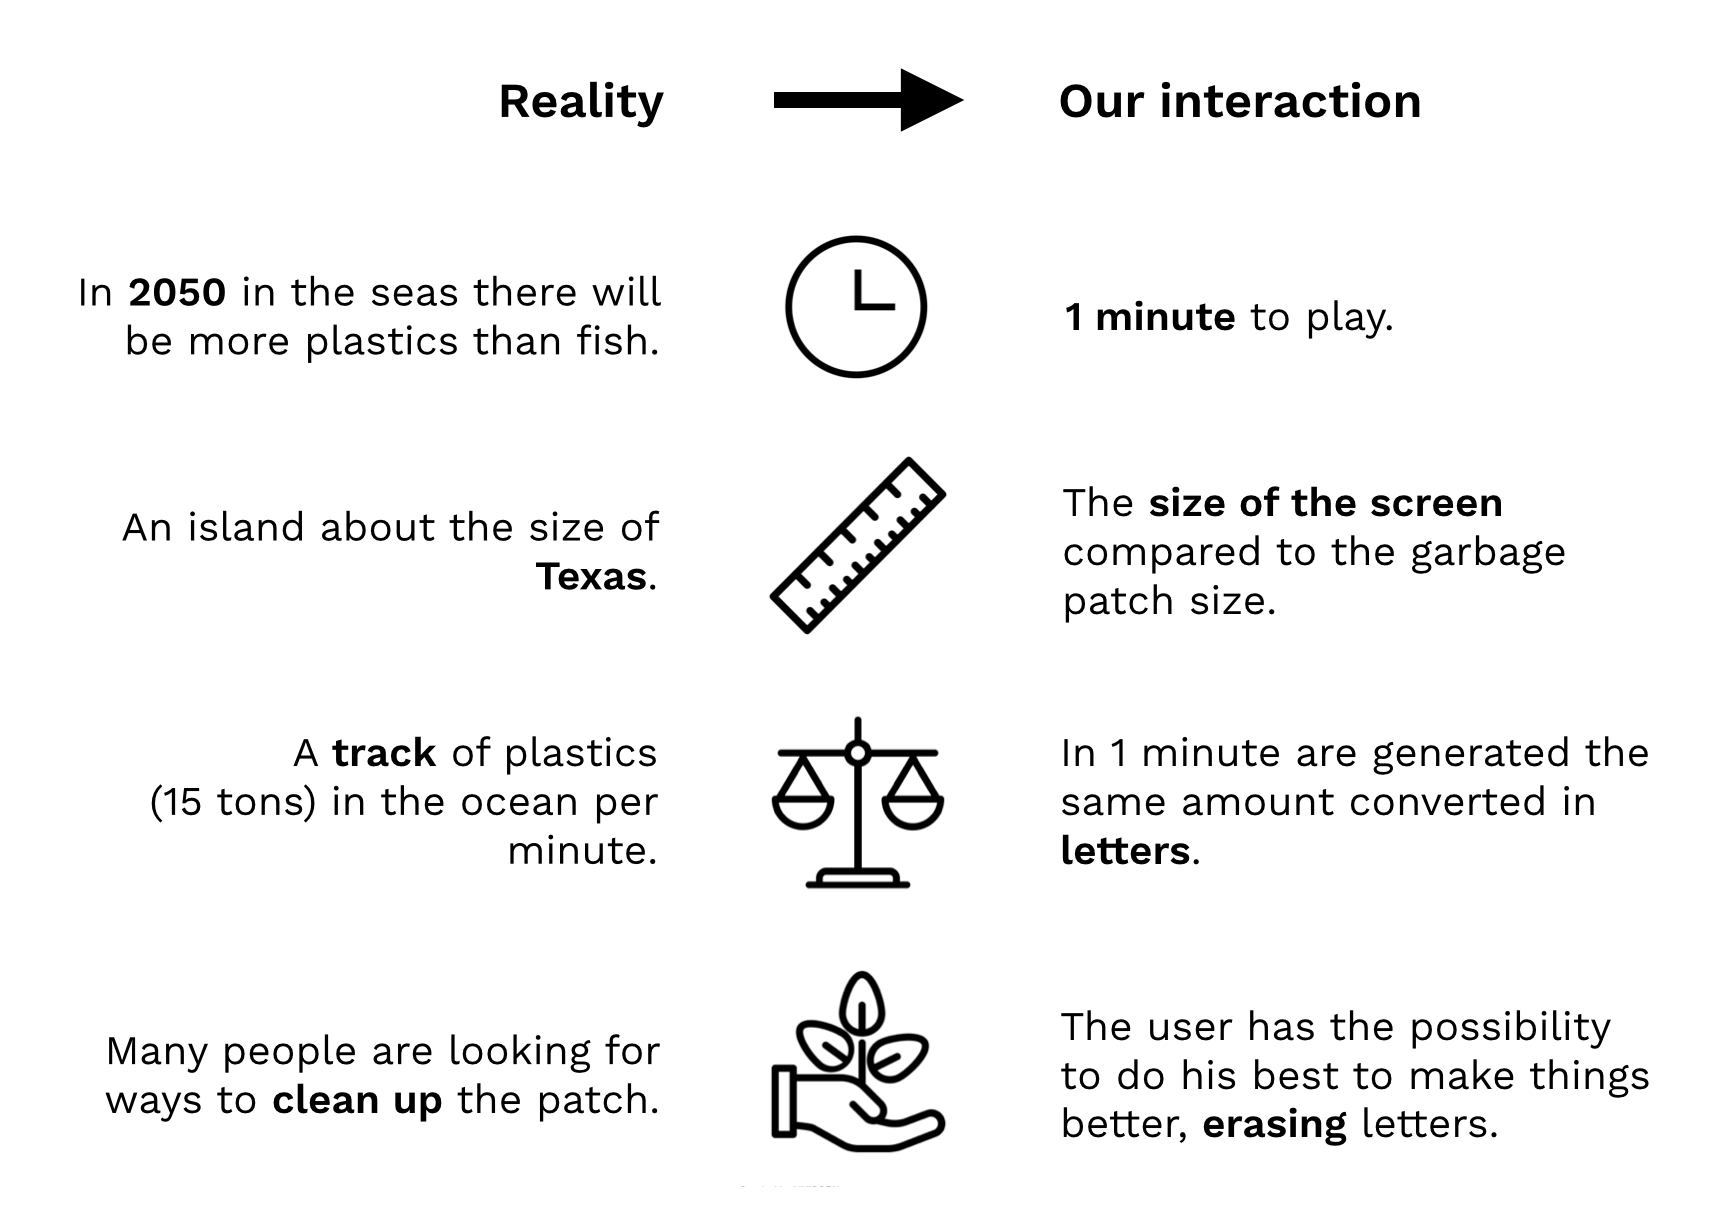 Reality
Our interaction
In 2050 in the seas there will
be more plastics than fish.
1 minute to play.
An island about the size of
Texas.
The size of the screen
compared to the garbage
patch size.
A track of plastics
(15 tons) in the ocean per
minute.
In 1 minute are generated the
same amount converted in
letters.
Many people are looking for
ways to clean up the patch.
The user has the possibility
to do his best to make things
better, erasing letters.